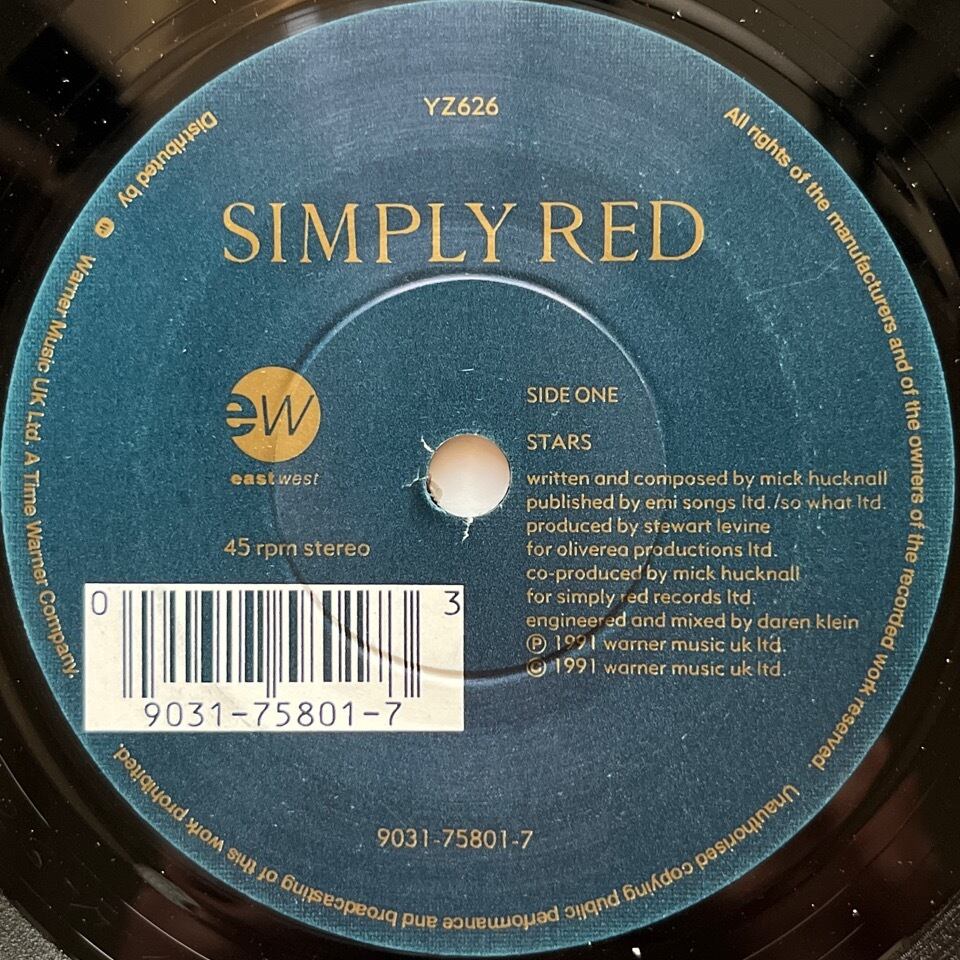 YZ626
SIMPLY RED
ew
eastwest
45 rpm stereo
SIDE ONE
STARS
written and composed by mick hucknall
published by emi songs ltd./so what ltd.
produced by stewart levine
for oliverea productions ltd.
co-produced by mick hucknall
for simply red records ltd.
engineered and mixed by daren klein
℗ 1991 warner music uk ltd.
© 1991 warner music uk ltd.
0 3
9031-75801-7
9031-75801-7
All rights of the manufacturers and of the owners of the recorded work reserved.
Unauthorised copying public performance and broadcasting of this work prohibited.
Distributed by Warner Music UK Ltd. A Time Warner Company.